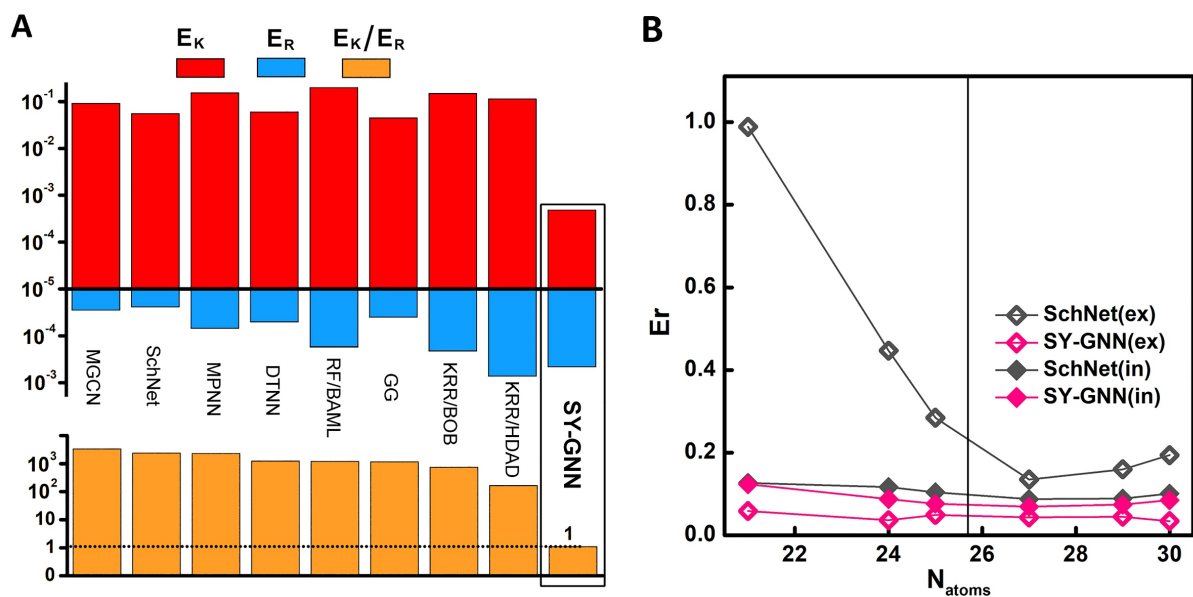 A
E_K E_R E_K/E_R
10^-1
10^-2
10^-3
10^-4
10^-5
10^-4
10^-3
MGCN
SchNet
MPNN
DTNN
RF/BAML
GG
KRR/BOB
KRR/HDAD
SY-GNN
10^3
10^2
10
1
0
1
B
Er
1.0
0.8
0.6
0.4
0.2
0.0
SchNet(ex)
SY-GNN(ex)
SchNet(in)
SY-GNN(in)
22 24 26 28 30
N_atoms